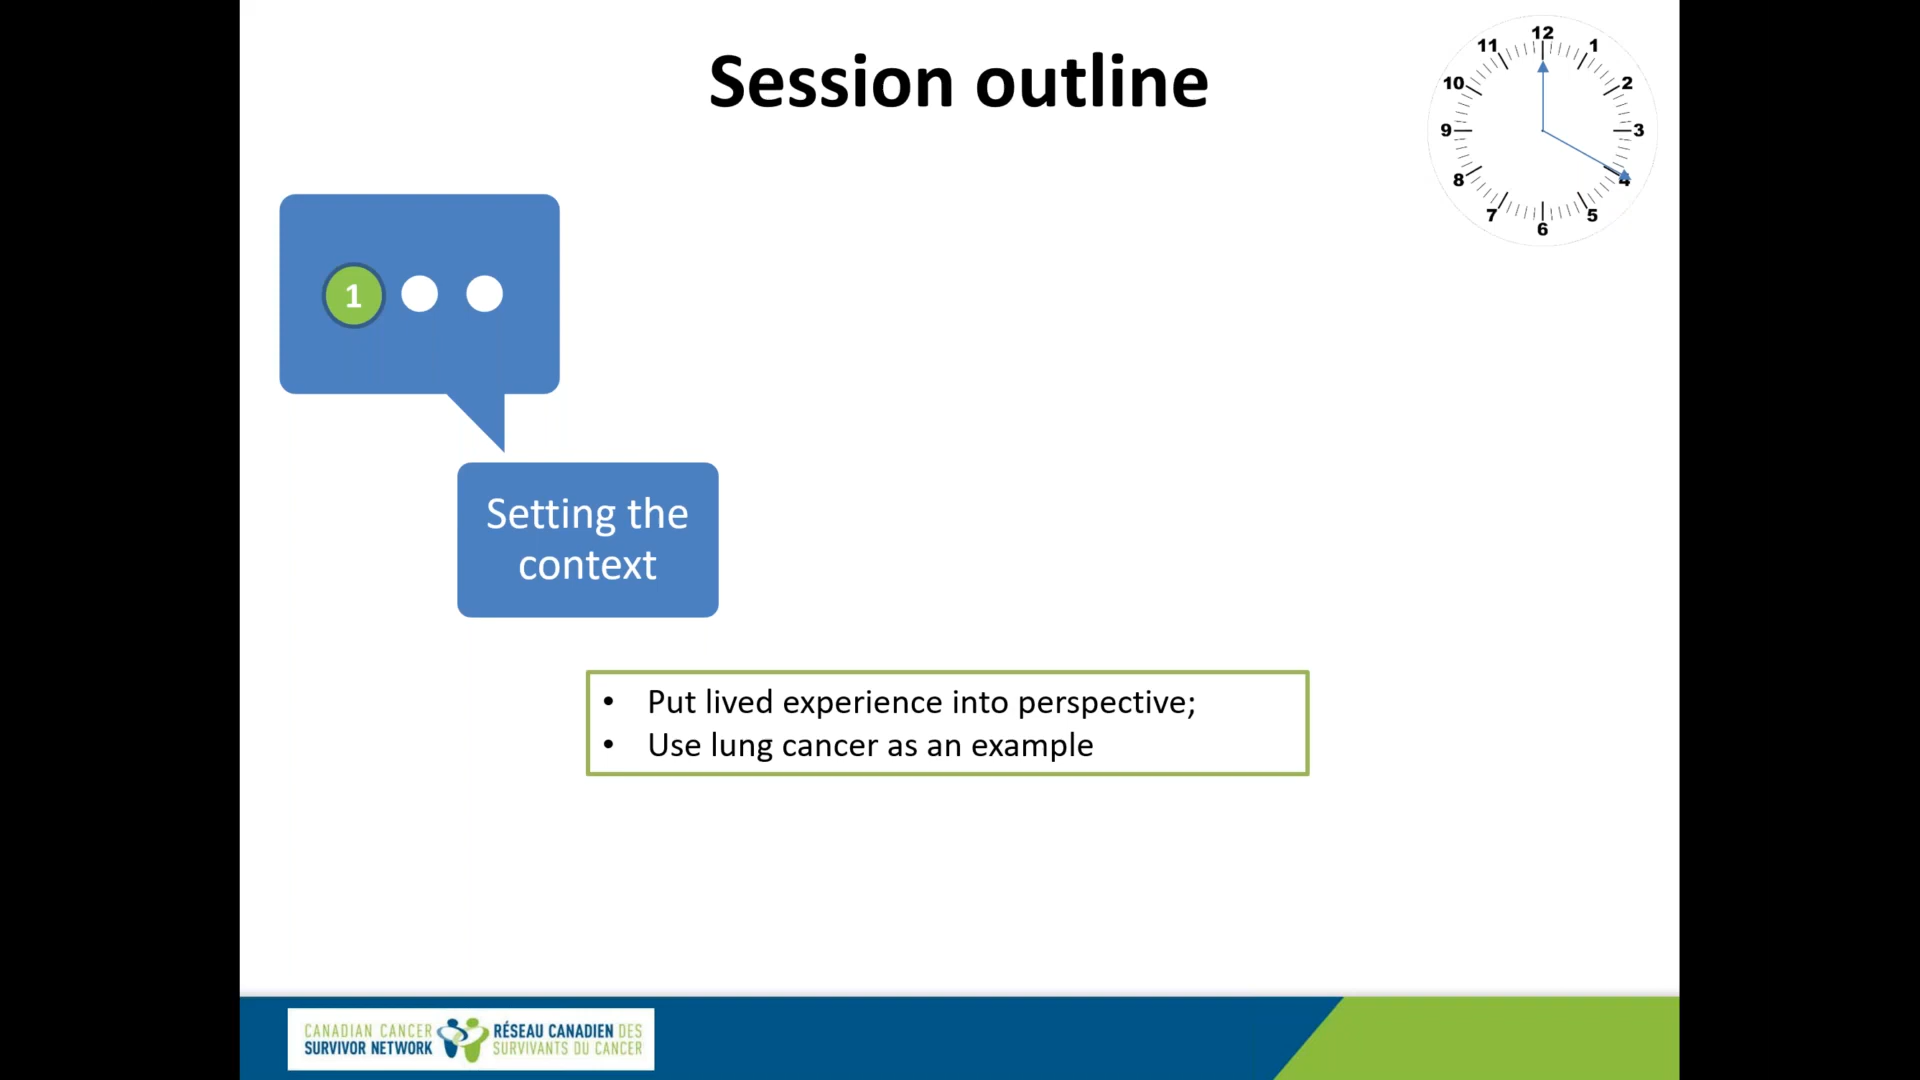 Session outline
12
11
1
10
2
9
3
8
4
7
5
6
1
Setting the
context
• Put lived experience into perspective;
• Use lung cancer as an example
CANADIAN CANCER
SURVIVOR NETWORK
RÉSEAU CANADIEN DES
SURVIVANTS DU CANCER